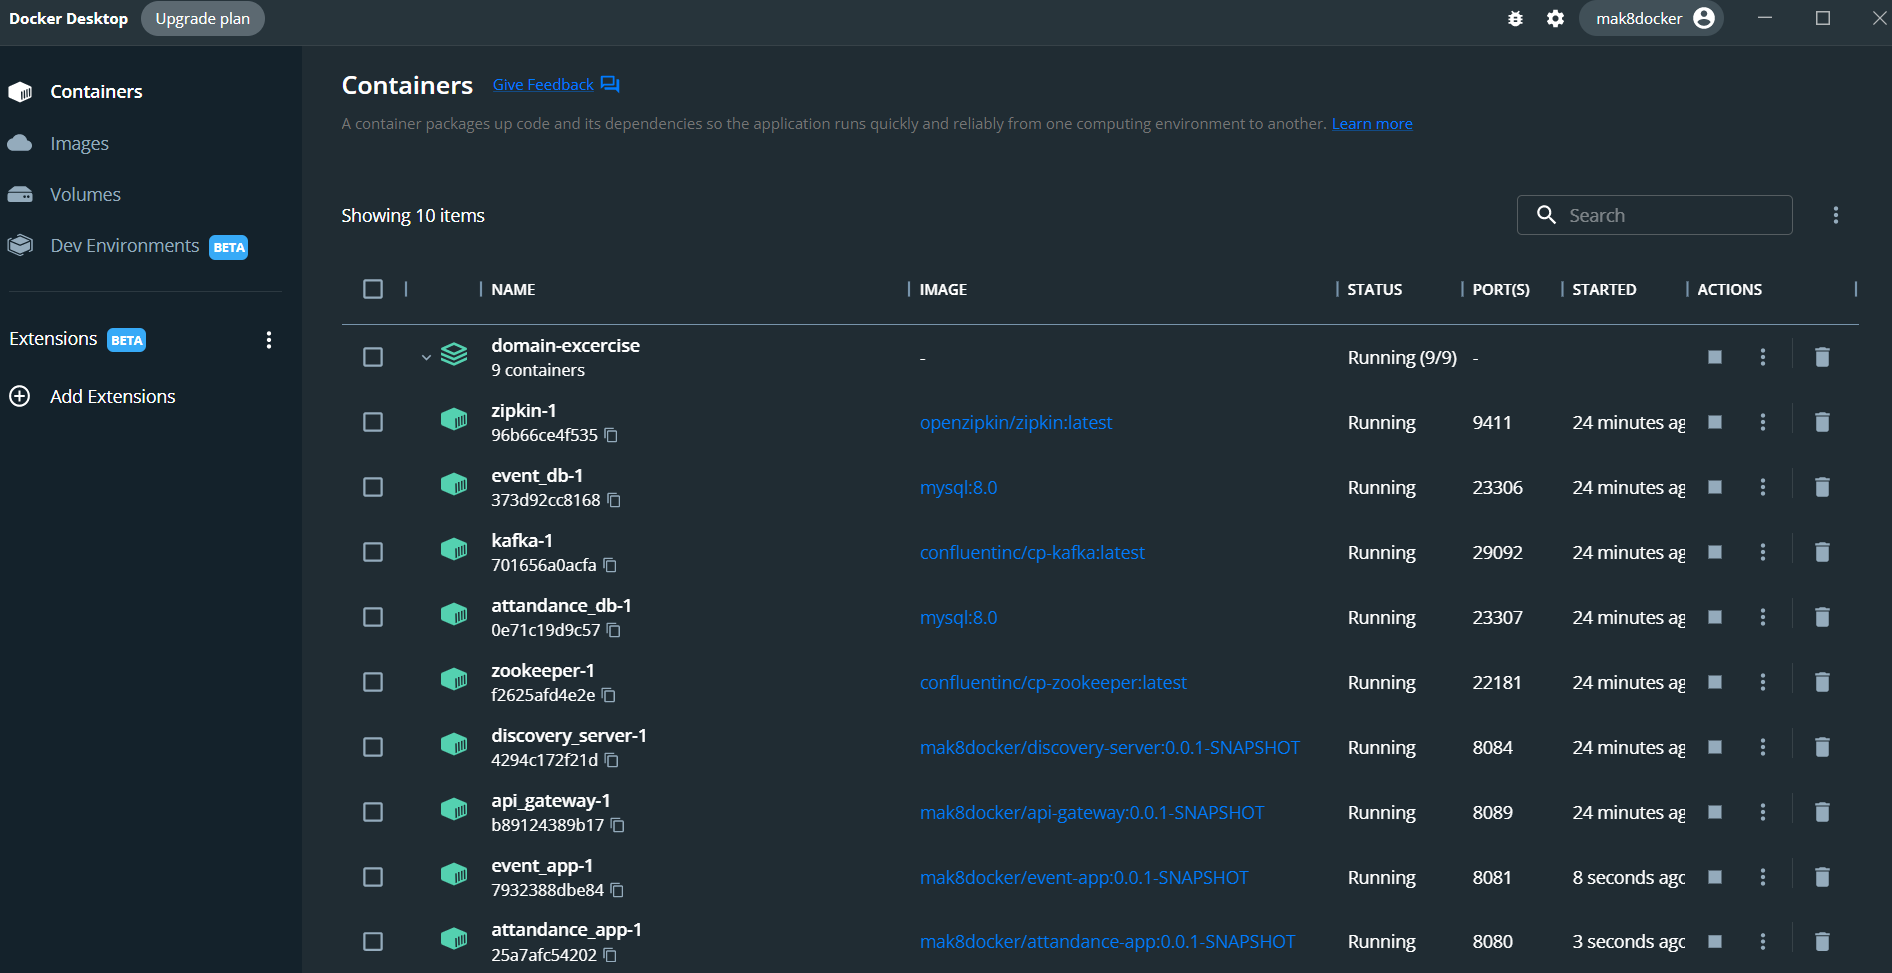 Docker Desktop Upgrade plan mak8docker
Containers
Images
Volumes
Dev Environments BETA
Extensions BETA
Add Extensions
Containers Give Feedback
A container packages up code and its dependencies so the application runs quickly and reliably from one computing environment to another. Learn more
Showing 10 items
Search
NAME IMAGE STATUS PORT(S) STARTED ACTIONS
domain-excercise
9 containers
- Running (9/9) -
zipkin-1
96b66ce4f535
openzipkin/zipkin:latest Running 9411 24 minutes ag
event_db-1
373d92cc8168
mysql:8.0 Running 23306 24 minutes ag
kafka-1
701656a0acfa
confluentinc/cp-kafka:latest Running 29092 24 minutes ag
attandance_db-1
0e71c19d9c57
mysql:8.0 Running 23307 24 minutes ag
zookeeper-1
f2625afd4e2e
confluentinc/cp-zookeeper:latest Running 22181 24 minutes ag
discovery_server-1
4294c172f21d
mak8docker/discovery-server:0.0.1-SNAPSHOT Running 8084 24 minutes ag
api_gateway-1
b89124389b17
mak8docker/api-gateway:0.0.1-SNAPSHOT Running 8089 24 minutes ag
event_app-1
7932388dbe84
mak8docker/event-app:0.0.1-SNAPSHOT Running 8081 8 seconds agc
attandance_app-1
25a7afc54202
mak8docker/attandance-app:0.0.1-SNAPSHOT Running 8080 3 seconds agc